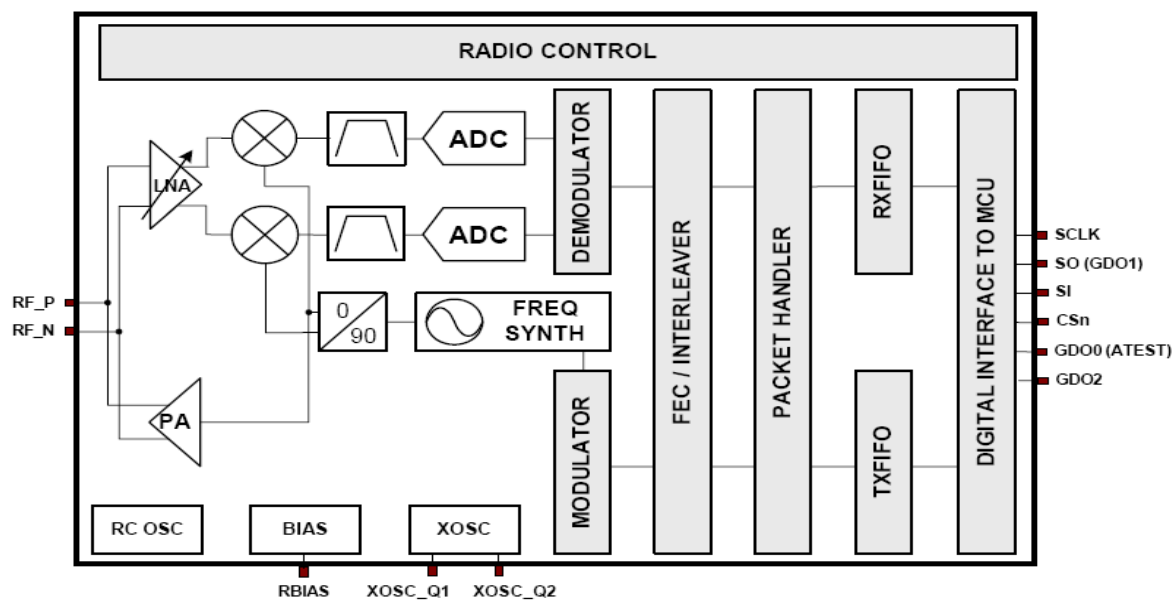 RADIO CONTROL
LNA
ADC
ADC
DEMODULATOR
FEC / INTERLEAVER
PACKET HANDLER
RXFIFO
DIGITAL INTERFACE TO MCU
SCLK
SO (GDO1)
SI
CSn
GDO0 (ATEST)
GDO2
RF_P
RF_N
0
90
FREQ
SYNTH
PA
MODULATOR
TXFIFO
RC OSC
BIAS
XOSC
RBIAS
XOSC_Q1
XOSC_Q2